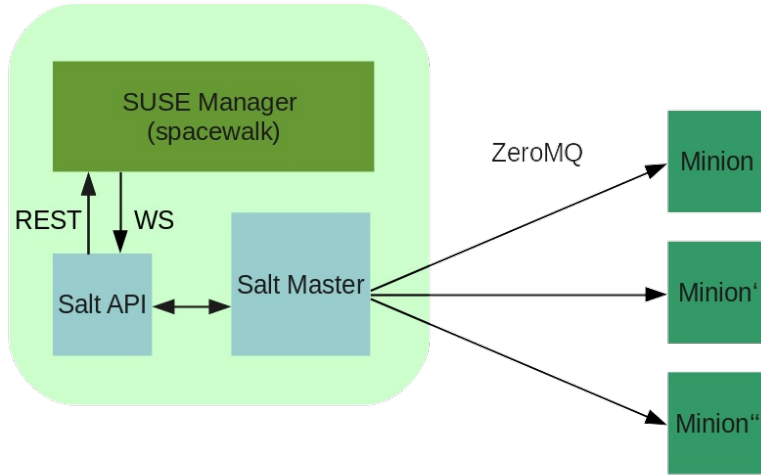 SUSE Manager
(spacewalk)
ZeroMQ
Minion
REST
WS
Salt API
Salt Master
Minion‘
Minion“